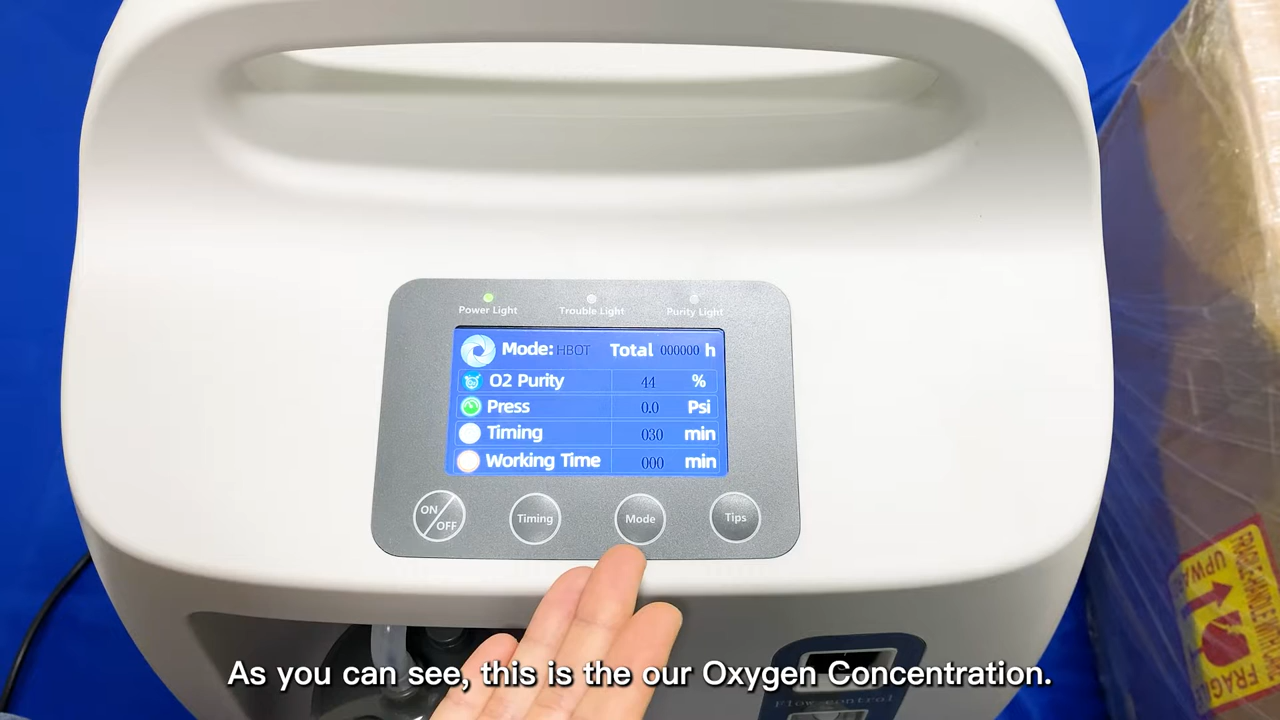 Power Light Trouble Light Purity Light
Mode: HBOT Total 000000 h
O2 Purity 44 %
Press 0.0 Psi
Timing 030 min
Working Time 000 min
ON OFF Timing Mode Tips
Flow control
FRAGILE
As you can see, this is the our Oxygen Concentration.